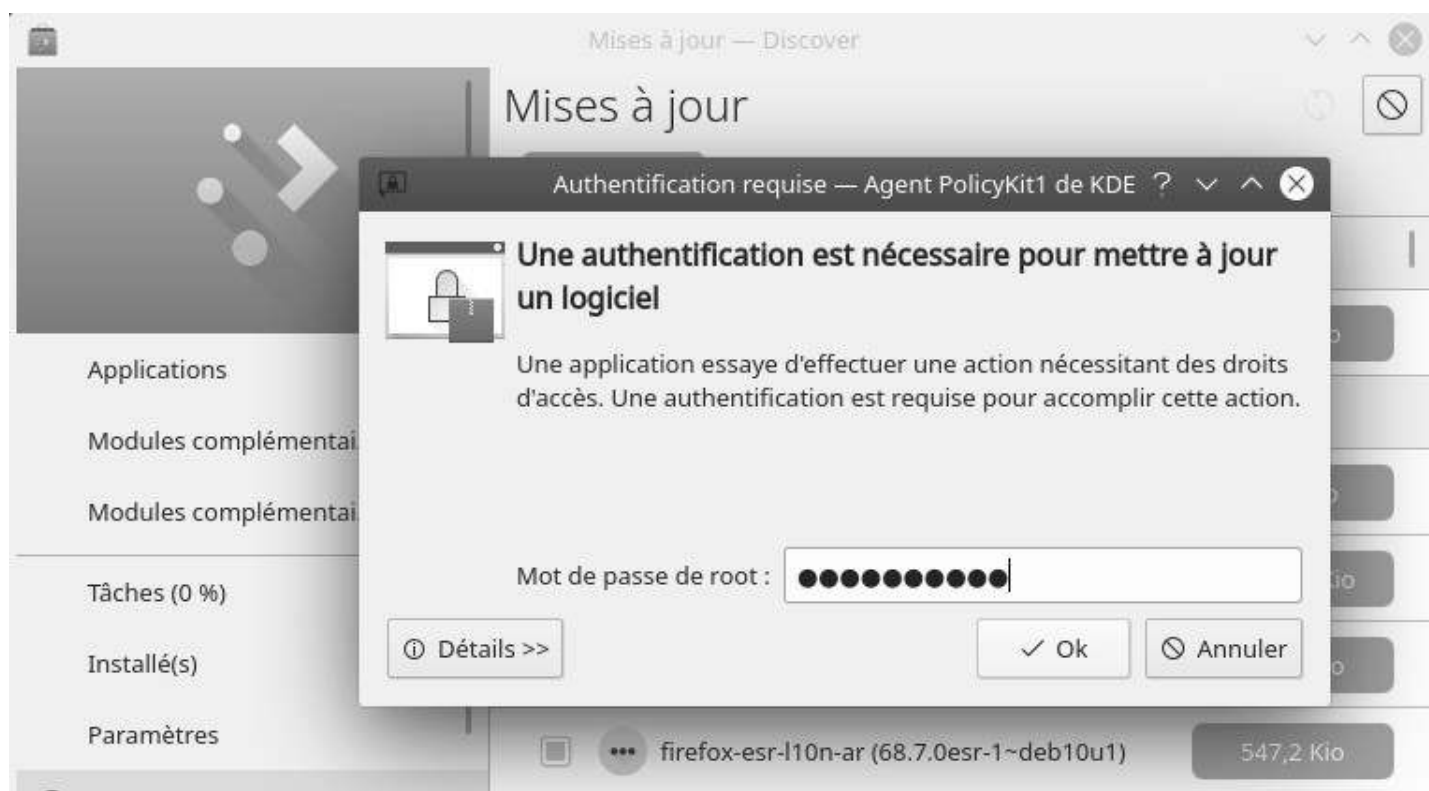 Mises à jour — Discover
Mises à jour
Authentification requise — Agent PolicyKit1 de KDE ?
Une authentification est nécessaire pour mettre à jour
un logiciel
Une application essaye d'effectuer une action nécessitant des droits
d'accès. Une authentification est requise pour accomplir cette action.
Mot de passe de root : ●●●●●●●●●●
Détails >>
Ok
Annuler
Applications
Modules complémentai
Modules complémentai
Tâches (0 %)
Installé(s)
Paramètres
firefox-esr-l10n-ar (68.7.0esr-1~deb10u1)
547,2 Kio